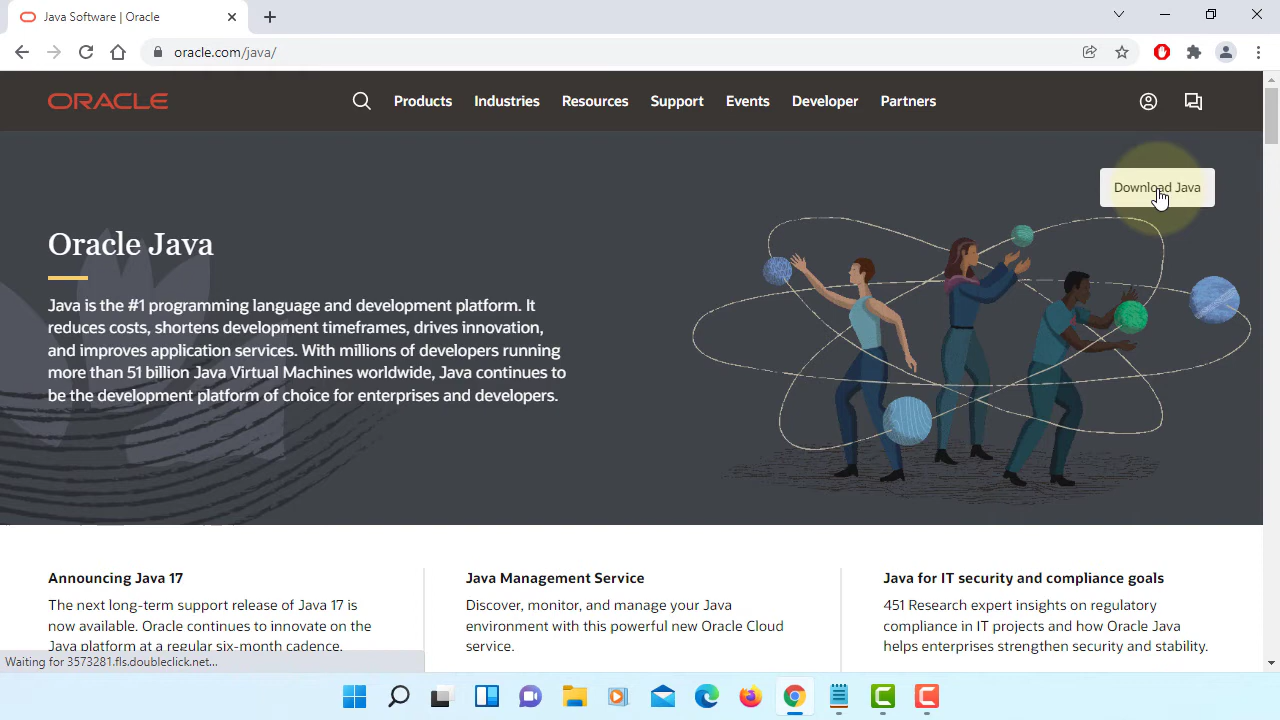 Java Software | Oracle
oracle.com/java/
ORACLE
Products Industries Resources Support Events Developer Partners
Download Java
Oracle Java
Java is the #1 programming language and development platform. It
reduces costs, shortens development timeframes, drives innovation,
and improves application services. With millions of developers running
more than 51 billion Java Virtual Machines worldwide, Java continues to
be the development platform of choice for enterprises and developers.
Announcing Java 17
The next long-term support release of Java 17 is
now available. Oracle continues to innovate on the
Java platform at a regular six-month cadence.
Java Management Service
Discover, monitor, and manage your Java
environment with this powerful new Oracle Cloud
service.
Java for IT security and compliance goals
451 Research expert insights on regulatory
compliance in IT projects and how Oracle Java
helps enterprises strengthen security and stability.
Waiting for 3573281.fls.doubleclick.net...